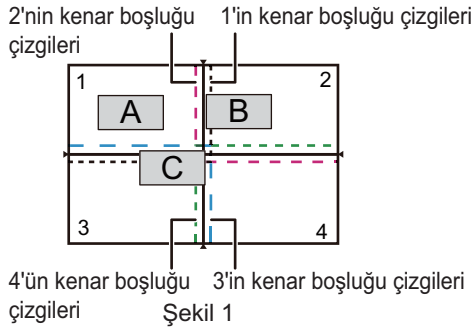 2'nin kenar boşluğu
çizgileri
1'in kenar boşluğu çizgileri
1
2
A
B
C
3
4
4'ün kenar boşluğu
çizgileri
3'in kenar boşluğu çizgileri
Şekil 1